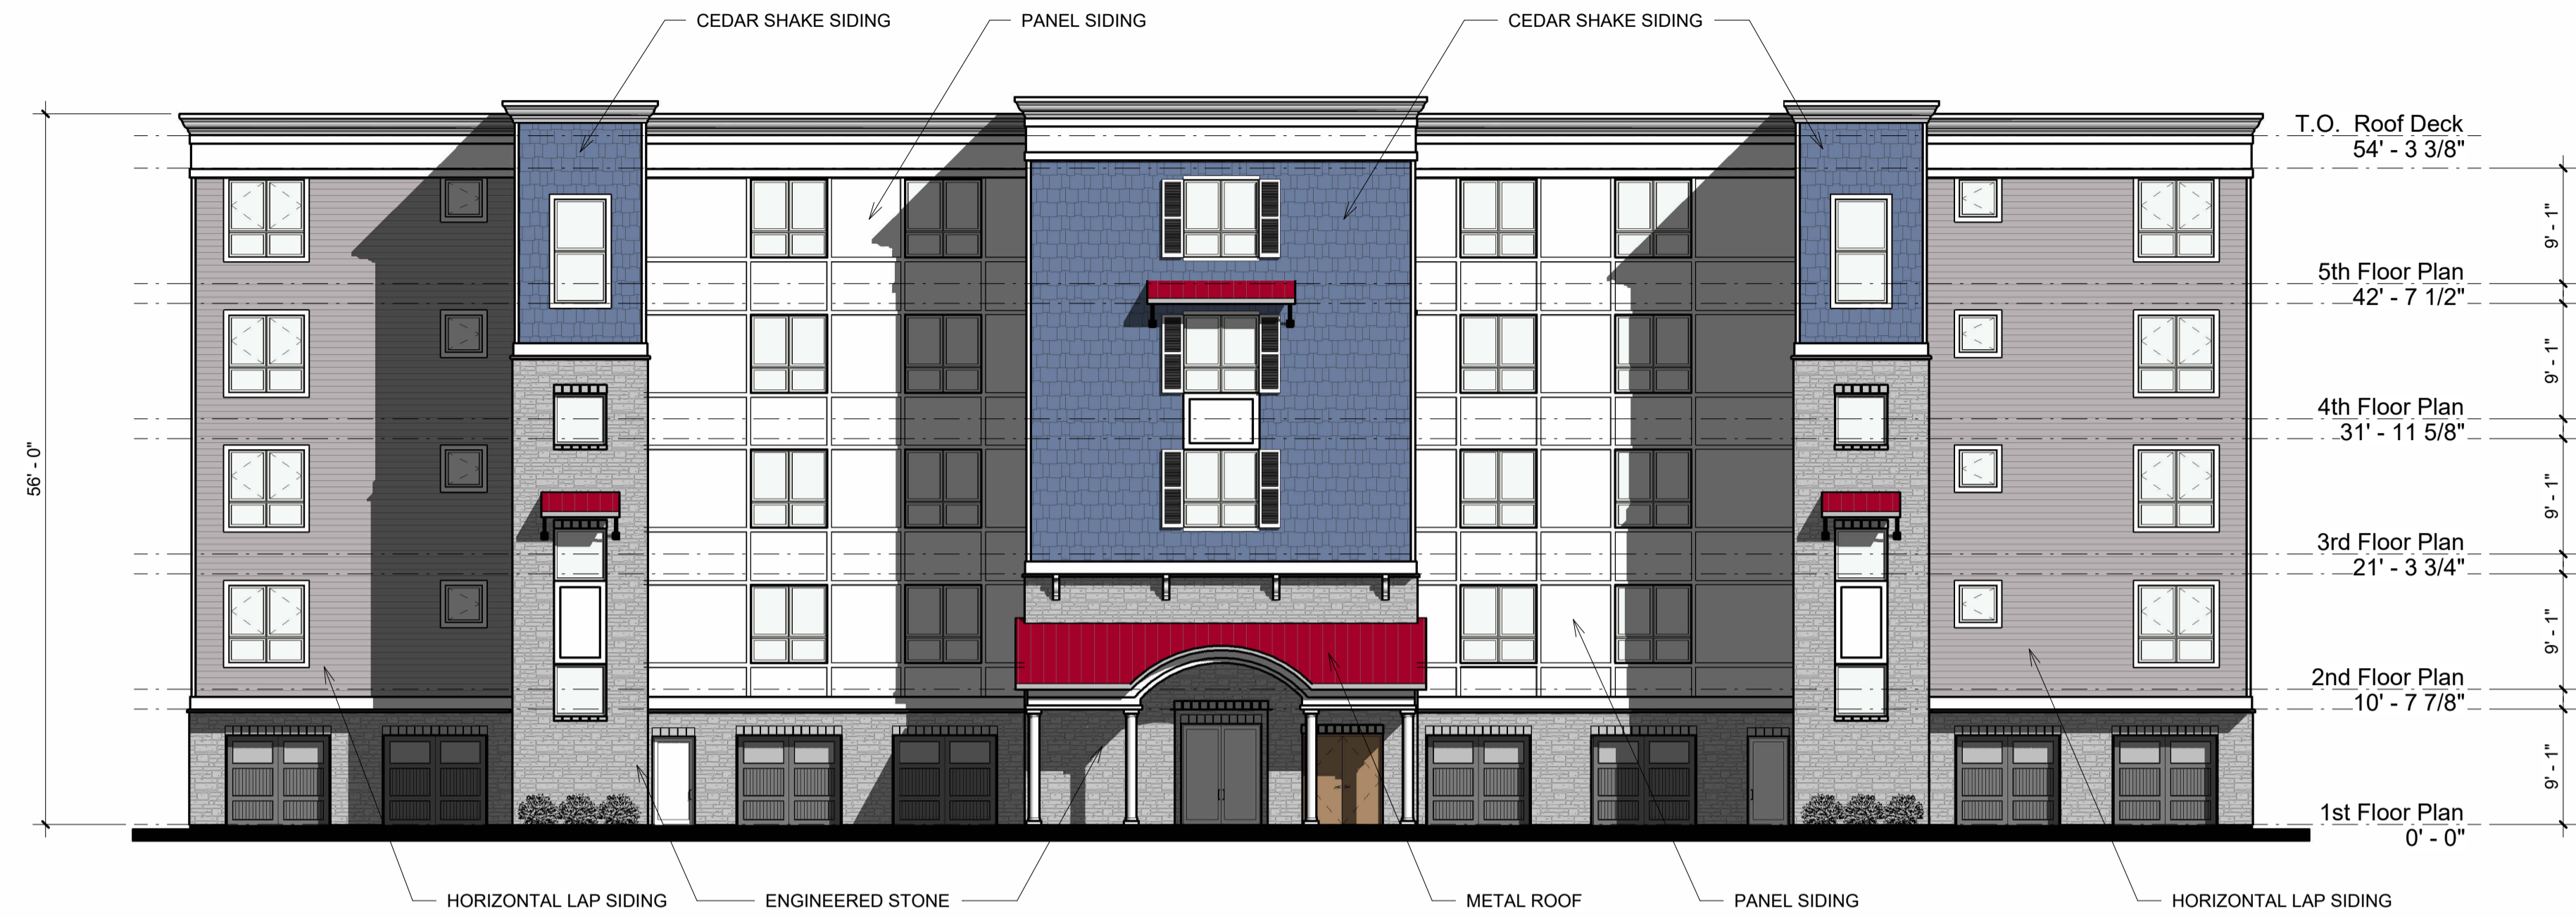 CEDAR SHAKE SIDING
PANEL SIDING
CEDAR SHAKE SIDING
T.O. Roof Deck
54' - 3 3/8"
9' - 1"
5th Floor Plan
42' - 7 1/2"
9' - 1"
4th Floor Plan
31' - 11 5/8"
56' - 0"
9' - 1"
3rd Floor Plan
21' - 3 3/4"
9' - 1"
2nd Floor Plan
10' - 7 7/8"
9' - 1"
1st Floor Plan
0' - 0"
HORIZONTAL LAP SIDING
ENGINEERED STONE
METAL ROOF
PANEL SIDING
HORIZONTAL LAP SIDING